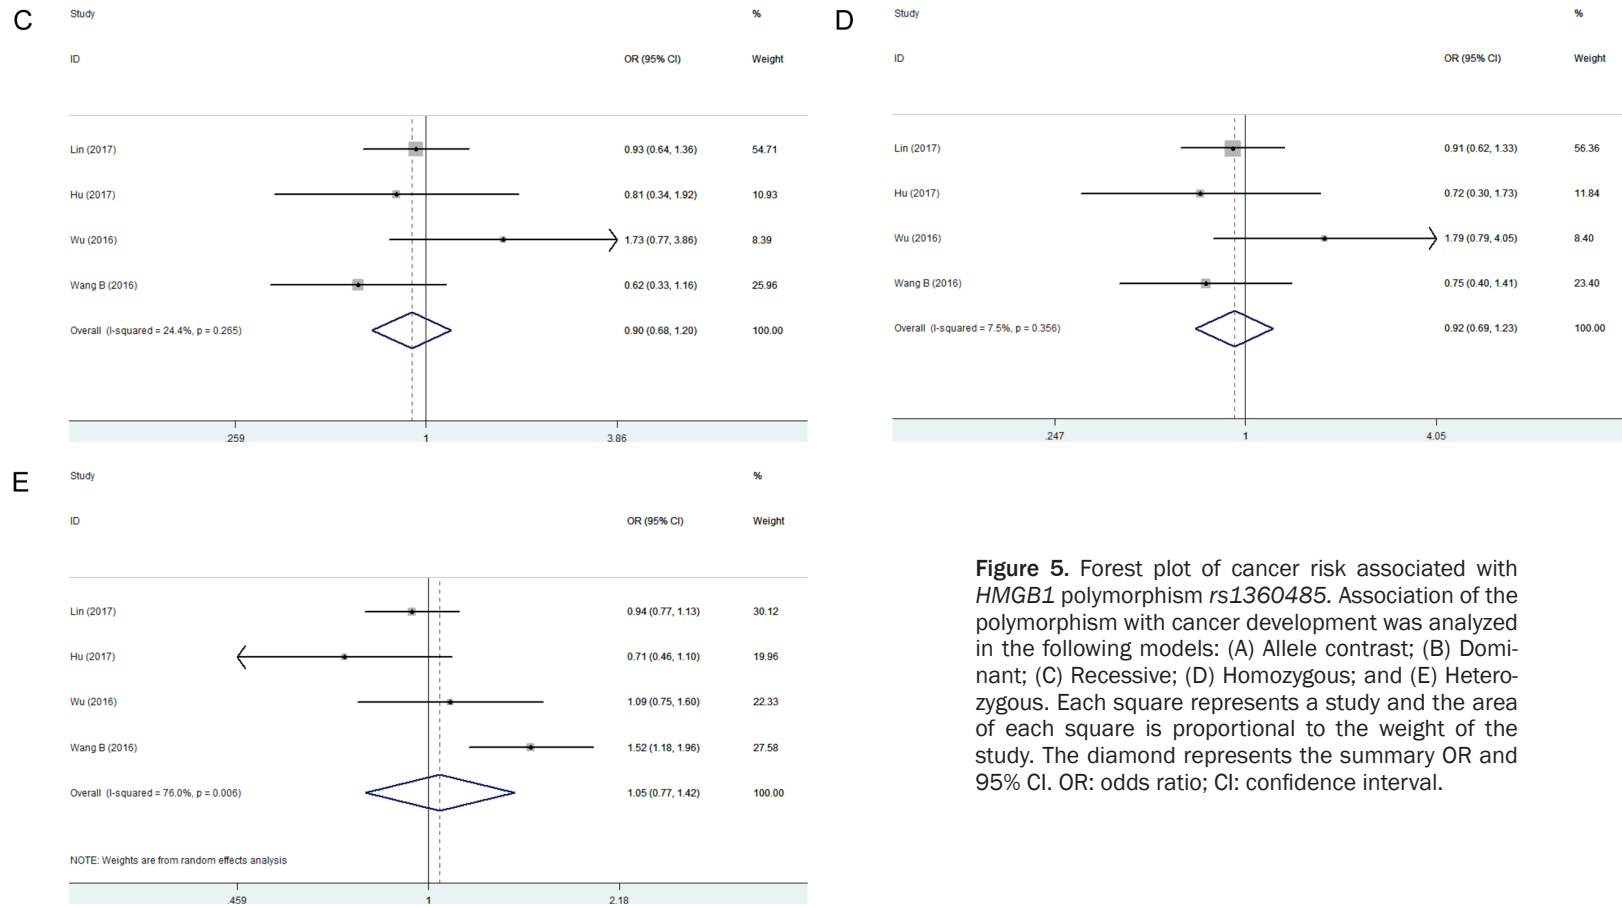 C
Study %
ID OR (95% CI) Weight
Lin (2017) 0.93 (0.64, 1.36) 54.71
Hu (2017) 0.81 (0.34, 1.92) 10.93
Wu (2016) 1.73 (0.77, 3.86) 8.39
Wang B (2016) 0.62 (0.33, 1.16) 25.96
Overall (I-squared = 24.4%, p = 0.265) 0.90 (0.68, 1.20) 100.00
.259 1 3.86
D
Study %
ID OR (95% CI) Weight
Lin (2017) 0.91 (0.62, 1.33) 56.36
Hu (2017) 0.72 (0.30, 1.73) 11.84
Wu (2016) 1.79 (0.79, 4.05) 8.40
Wang B (2016) 0.75 (0.40, 1.41) 23.40
Overall (I-squared = 7.5%, p = 0.356) 0.92 (0.69, 1.23) 100.00
.247 1 4.05
E
Study %
ID OR (95% CI) Weight
Lin (2017) 0.94 (0.77, 1.13) 30.12
Hu (2017) 0.71 (0.46, 1.10) 19.96
Wu (2016) 1.09 (0.75, 1.60) 22.33
Wang B (2016) 1.52 (1.18, 1.96) 27.58
Overall (I-squared = 76.0%, p = 0.006) 1.05 (0.77, 1.42) 100.00
NOTE: Weights are from random effects analysis
.459 1 2.18
Figure 5. Forest plot of cancer risk associated with
HMGB1 polymorphism rs1360485. Association of the
polymorphism with cancer development was analyzed
in the following models: (A) Allele contrast; (B) Domi-
nant; (C) Recessive; (D) Homozygous; and (E) Hetero-
zygous. Each square represents a study and the area
of each square is proportional to the weight of the
study. The diamond represents the summary OR and
95% CI. OR: odds ratio; CI: confidence interval.